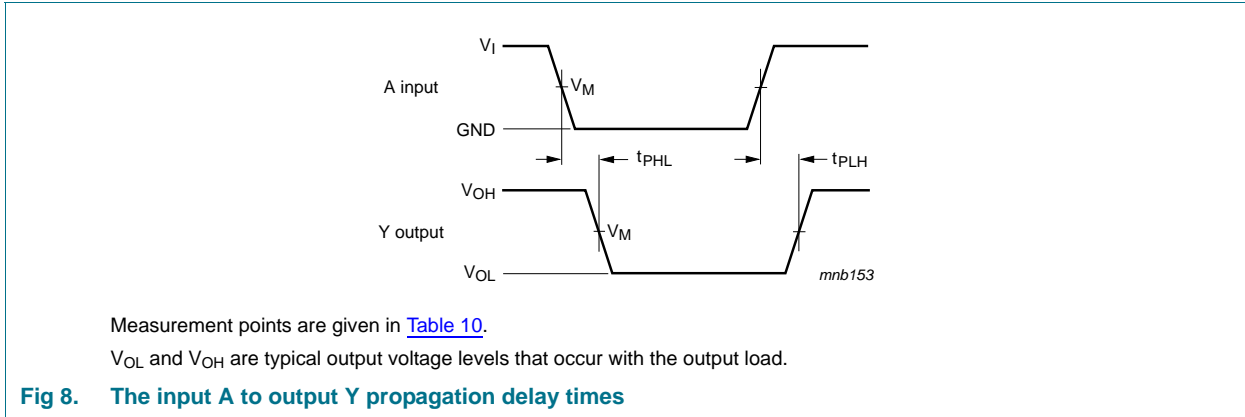 VI
A input
VM
GND
tPHL
tPLH
VOH
Y output
VM
VOL
mnb153
Measurement points are given in Table 10.
VOL and VOH are typical output voltage levels that occur with the output load.
Fig 8. The input A to output Y propagation delay times